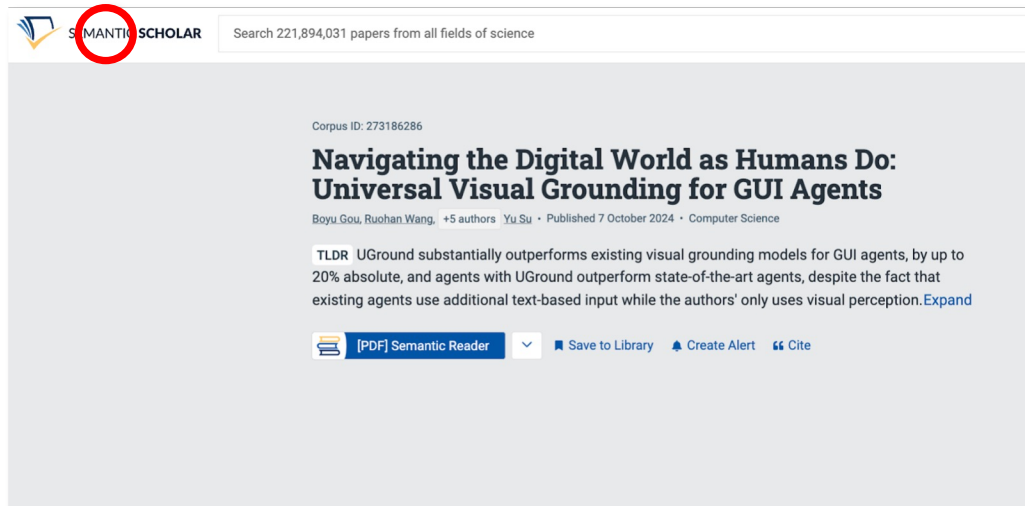 SEMANTIC SCHOLAR
Search 221,894,031 papers from all fields of science
Corpus ID: 273186286
Navigating the Digital World as Humans Do:
Universal Visual Grounding for GUI Agents
Boyu Gou, Ruohan Wang, +5 authors Yu Su • Published 7 October 2024 • Computer Science
TLDR UGround substantially outperforms existing visual grounding models for GUI agents, by up to
20% absolute, and agents with UGround outperform state-of-the-art agents, despite the fact that
existing agents use additional text-based input while the authors' only uses visual perception. Expand
[PDF] Semantic Reader Save to Library Create Alert Cite